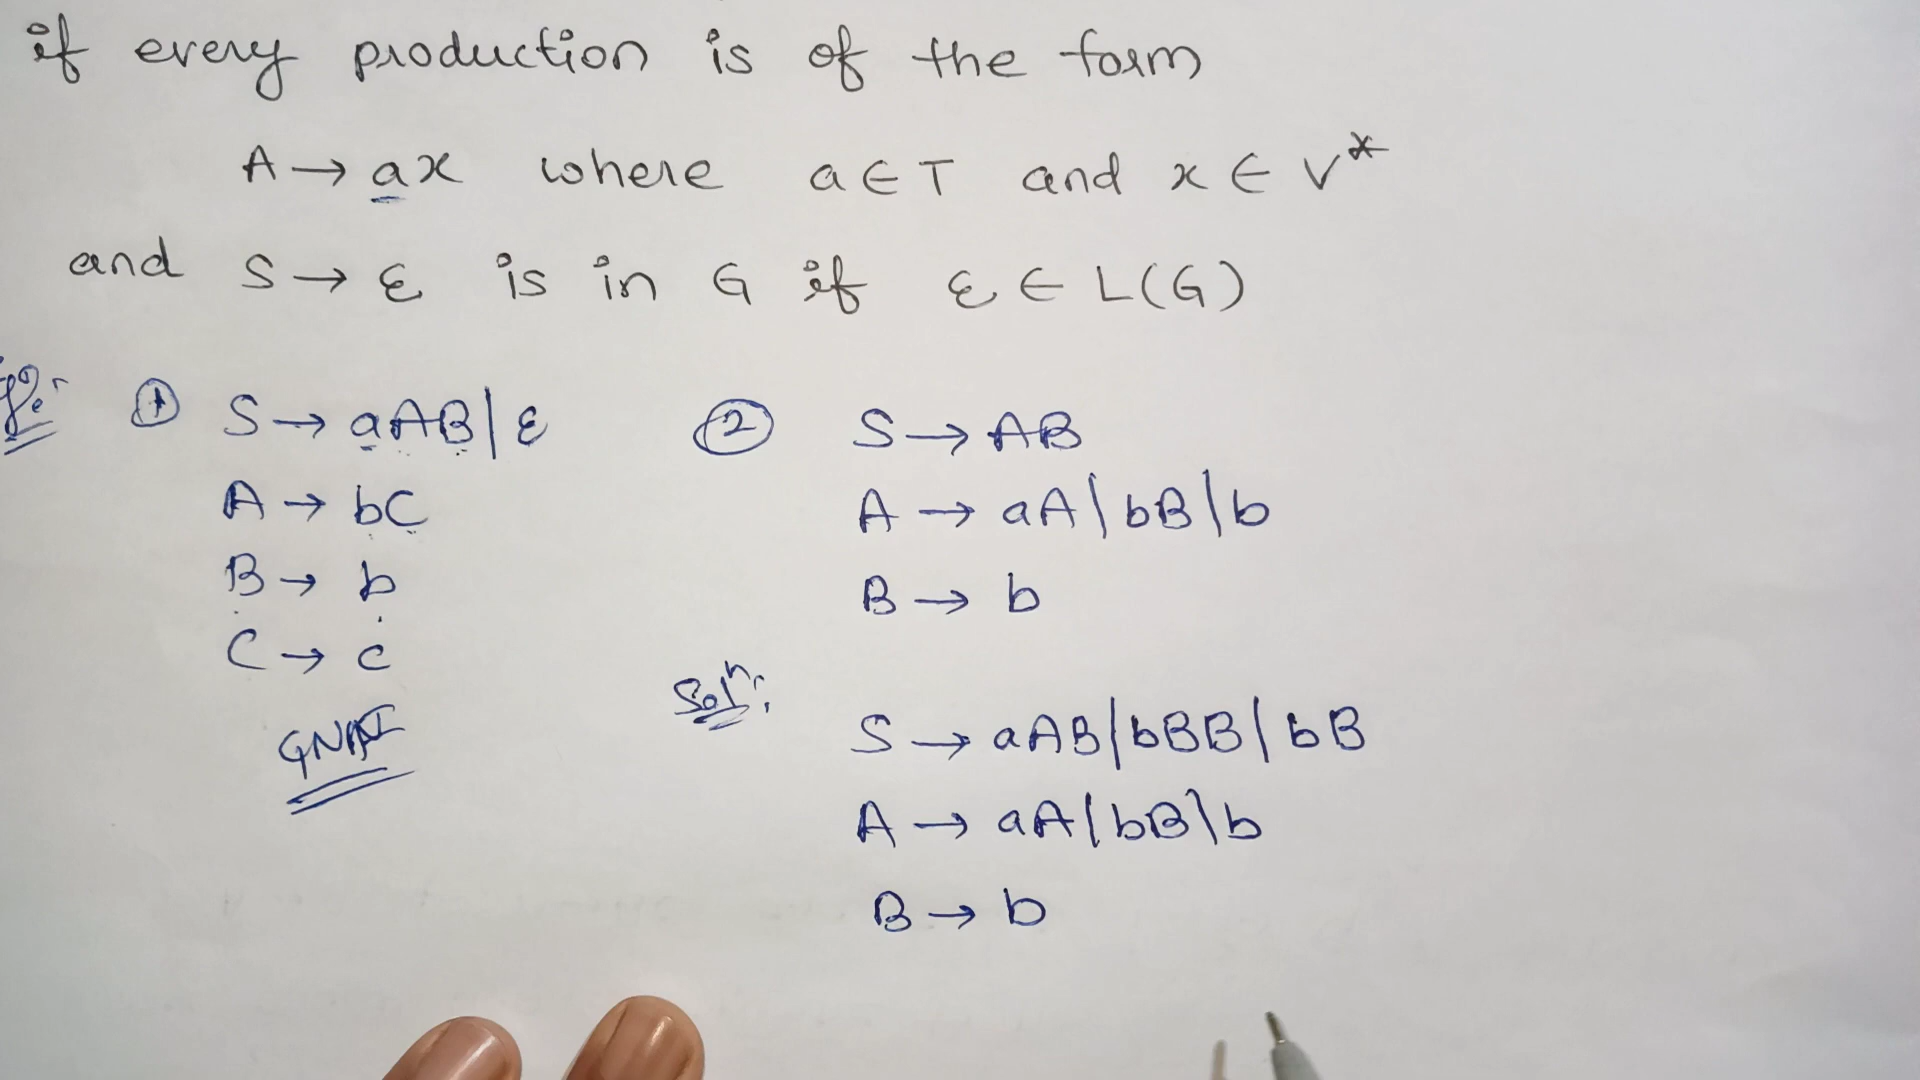 if every production is of the form
A → ax where a ∈ T and x ∈ V*
and S → ε is in G if ε ∈ L(G)
① S → aAB | ε
A → bC
B → b
C → c
GNF
② S → AB
A → aA | bB | b
B → b
Solⁿ:
S → aAB | bBB | bB
A → aA | bB | b
B → b